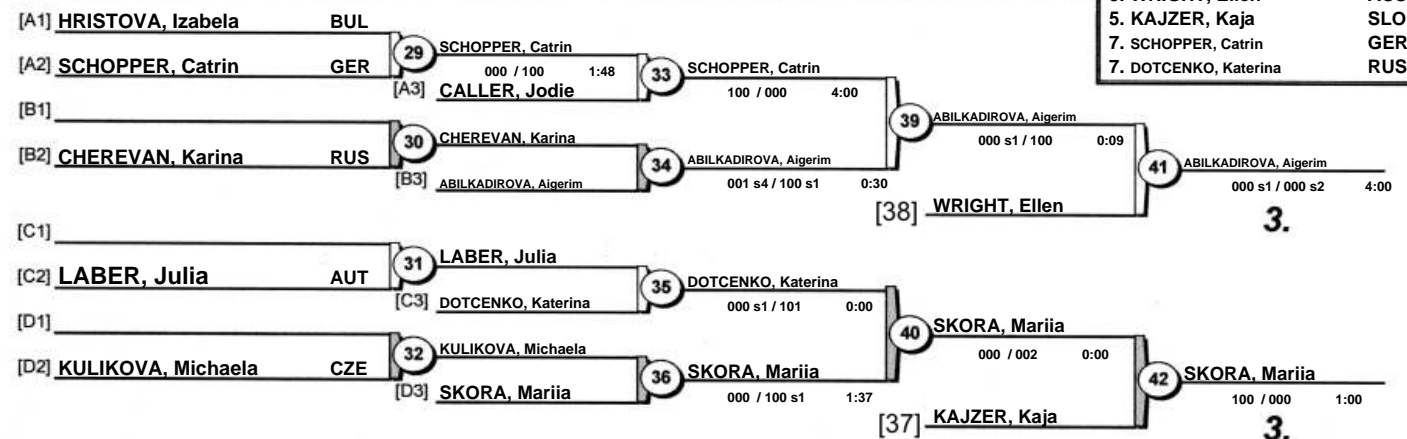 5. KAJZER, Kaja SLO
7. SCHOPPER, Catrin GER
7. DOTCENKO, Katerina RUS
[A1] HRISTOVA, Izabela BUL
29 SCHOPPER, Catrin
000 / 100 1:48
[A2] SCHOPPER, Catrin GER
[A3] CALLER, Jodie
33 SCHOPPER, Catrin
100 / 000 4:00
[B1]
30 CHEREVAN, Karina
[B2] CHEREVAN, Karina RUS
[B3] ABILKADIROVA, Aigerim
34 ABILKADIROVA, Aigerim
001 s4 / 100 s1 0:30
39 ABILKADIROVA, Aigerim
000 s1 / 100 0:09
[38] WRIGHT, Ellen
41 ABILKADIROVA, Aigerim
000 s1 / 000 s2 4:00
3.
[C1]
31 LABER, Julia
[C2] LABER, Julia AUT
[C3] DOTCENKO, Katerina
35 DOTCENKO, Katerina
000 s1 / 101 0:00
[D1]
32 KULIKOVA, Michaela
[D2] KULIKOVA, Michaela CZE
[D3] SKORA, Mariia
36 SKORA, Mariia
000 / 100 s1 1:37
40 SKORA, Mariia
000 / 002 0:00
[37] KAJZER, Kaja
42 SKORA, Mariia
100 / 000 1:00
3.